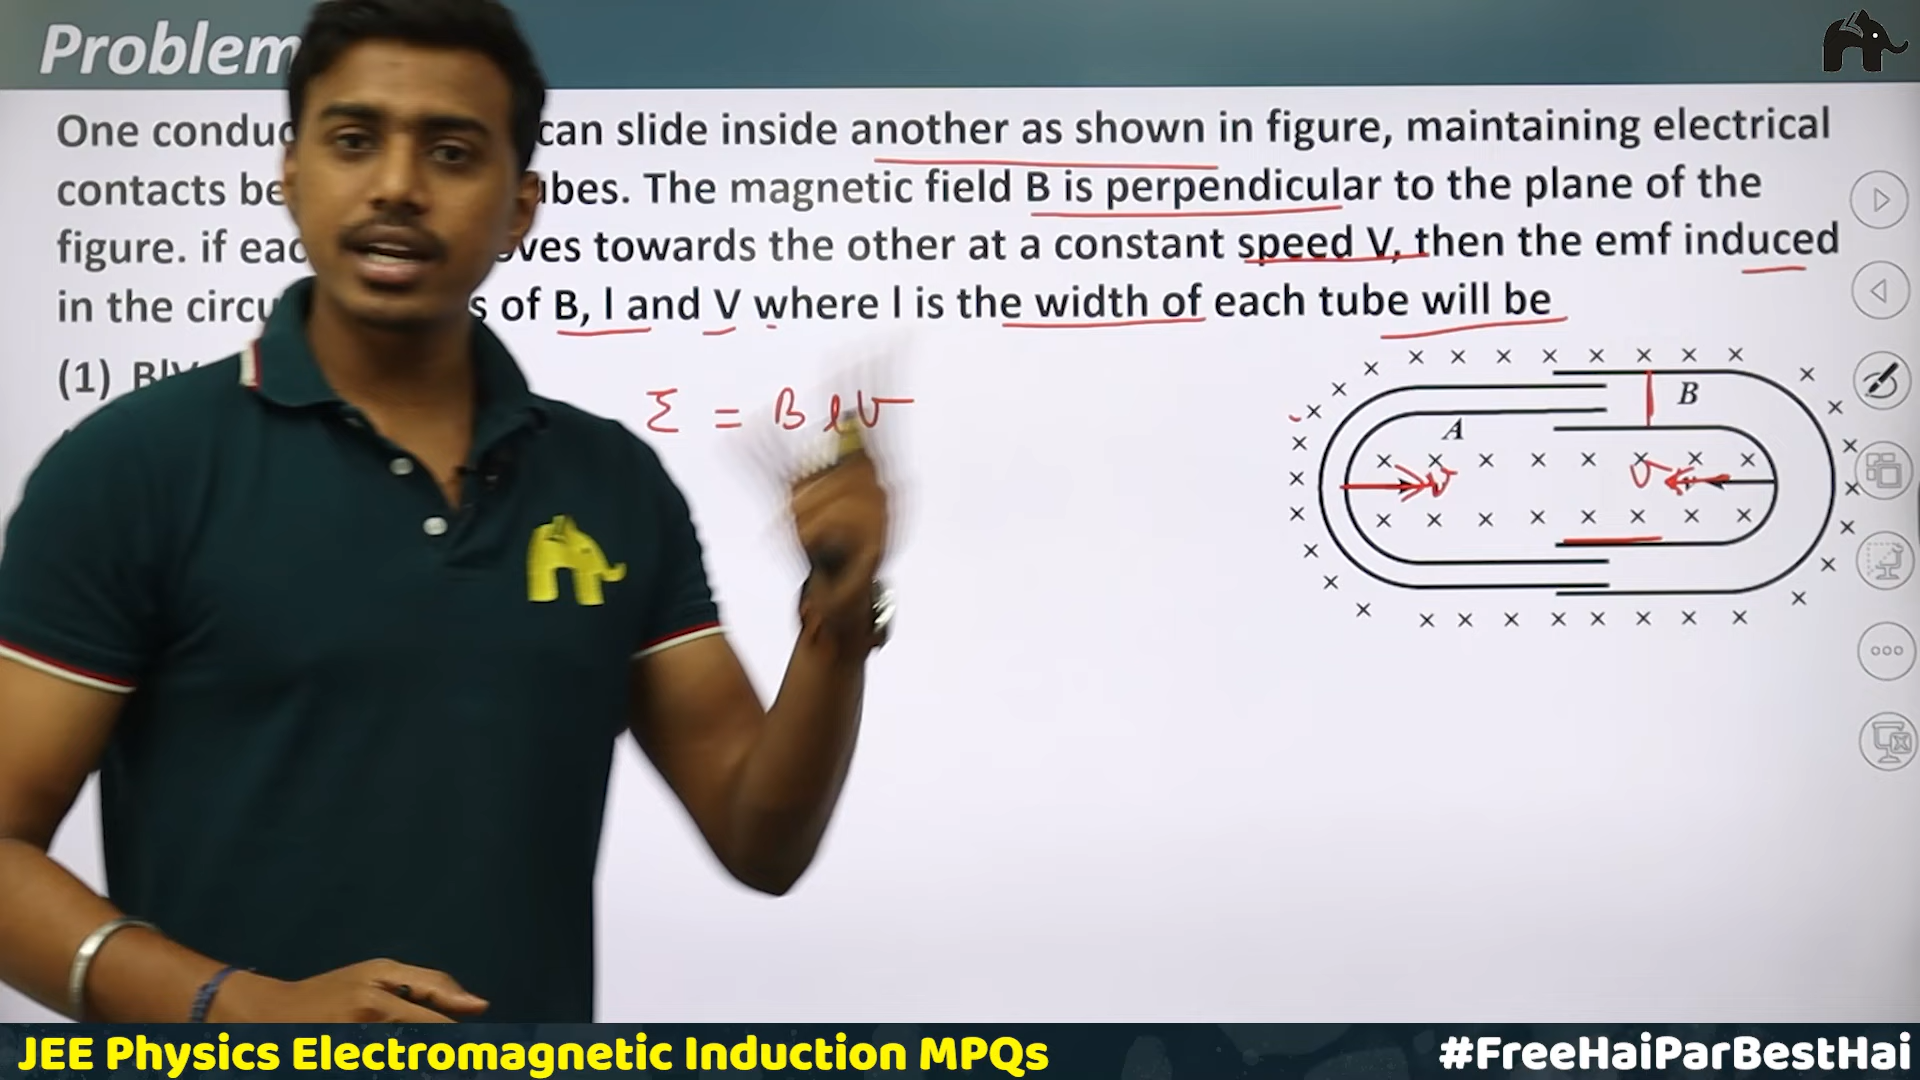 Problem
One conduc can slide inside another as shown in figure, maintaining electrical
contacts be ubes. The magnetic field B is perpendicular to the plane of the
figure. if eac oves towards the other at a constant speed V, then the emf induced
in the circu s of B, l and V where l is the width of each tube will be
(1) BlV
Σ = B l v
B
A
v
v
JEE Physics Electromagnetic Induction MPQs
#FreeHaiParBestHai